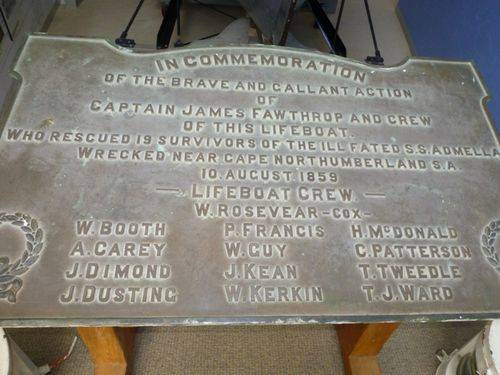 IN COMMEMORATION
OF THE BRAVE AND GALLANT ACTION
OF
CAPTAIN JAMES FAWTHROP AND CREW
OF THIS LIFEBOAT.
WHO RESCUED 19 SURVIVORS OF THE ILL FATED S.S. ADMELLA
WRECKED NEAR CAPE NORTHUMBERLAND S.A.
10. AUGUST 1859
— LIFEBOAT CREW. —
W. ROSEVEAR -COX-
W. BOOTH P. FRANCIS H. McDONALD
A. CAREY W. GUY C. PATTERSON
J. DIMOND J. KEAN T. TWEEDLE
J. DUSTING W. KERKIN T. J. WARD